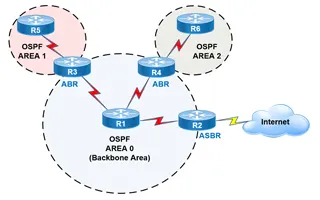 R5
OSPF
AREA 1
R6
OSPF
AREA 2
R3
ABR
R4
ABR
R1
R2
ASBR
Internet
OSPF
AREA 0
(Backbone Area)